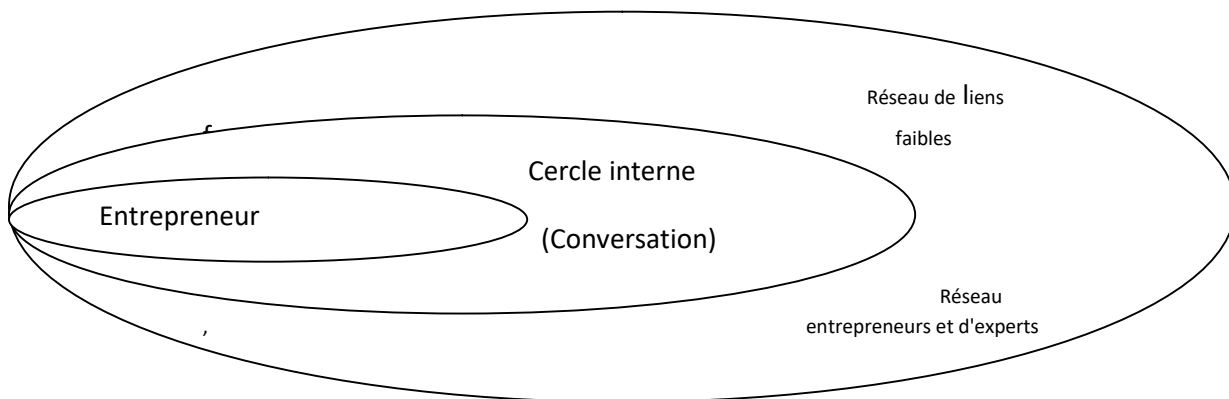 Réseau de liens
faibles
Cercle interne
Entrepreneur
(Conversation)
Réseau
entrepreneurs et d'experts
,